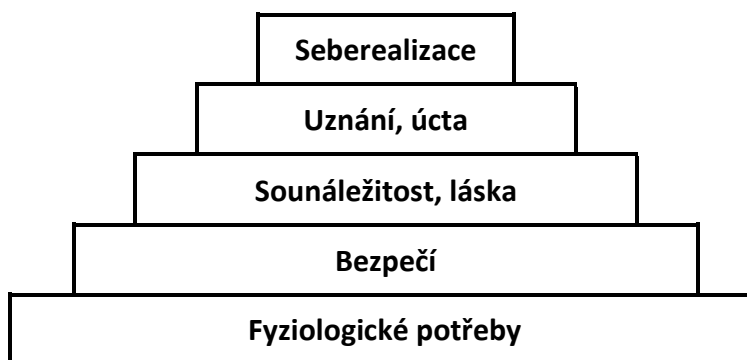 Seberealizace
Uznání, úcta
Sounáležitost, láska
Bezpečí
Fyziologické potřeby